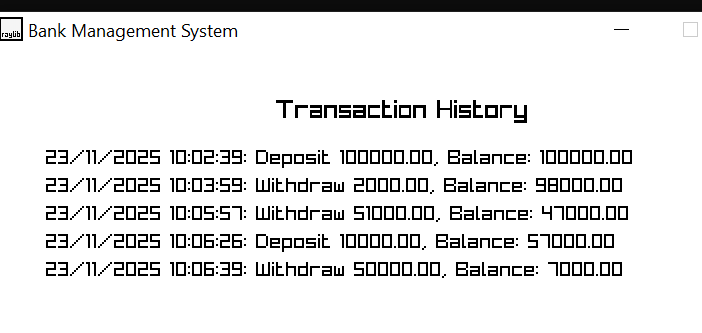 raylib
Bank Management System
Transaction History
23/11/2025 10:02:39: Deposit 100000.00, Balance: 100000.00
23/11/2025 10:03:59: Withdraw 2000.00, Balance: 98000.00
23/11/2025 10:05:57: Withdraw 51000.00, Balance: 47000.00
23/11/2025 10:06:26: Deposit 10000.00, Balance: 57000.00
23/11/2025 10:06:39: Withdraw 50000.00, Balance: 7000.00